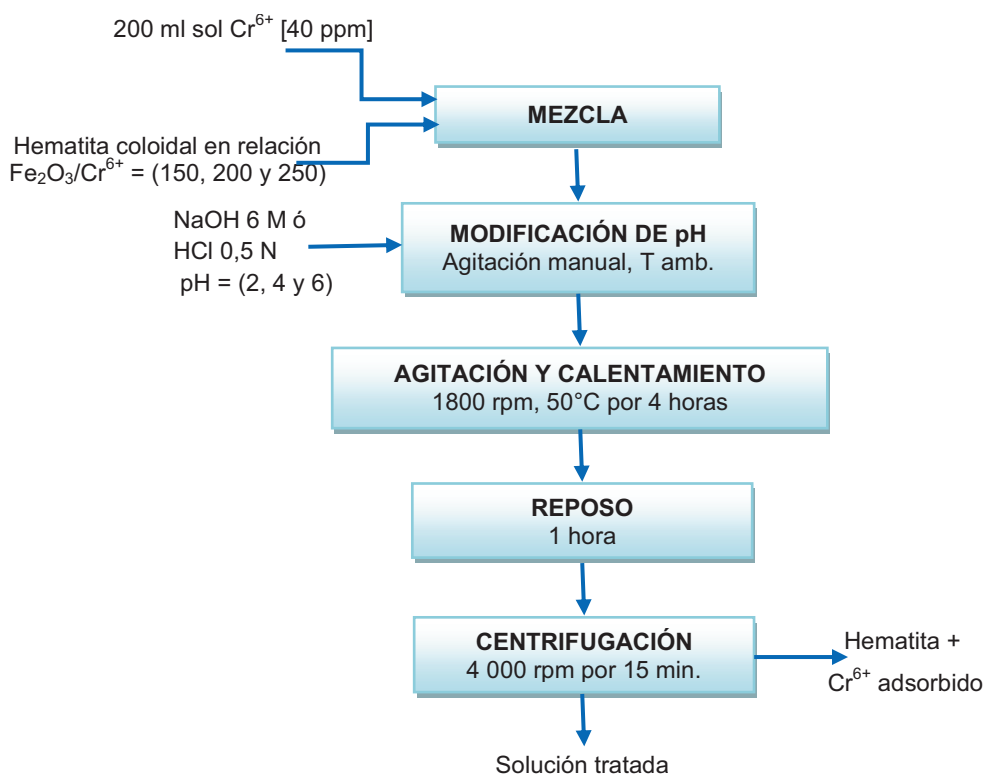 200 ml sol Cr⁶⁺ [40 ppm]
MEZCLA
Hematita coloidal en relación
Fe₂O₃/Cr⁶⁺ = (150, 200 y 250)
NaOH 6 M ó
HCl 0,5 N
pH = (2, 4 y 6)
MODIFICACIÓN DE pH
Agitación manual, T amb.
AGITACIÓN Y CALENTAMIENTO
1800 rpm, 50°C por 4 horas
REPOSO
1 hora
CENTRIFUGACIÓN
4 000 rpm por 15 min.
Hematita +
Cr⁶⁺ adsorbido
Solución tratada